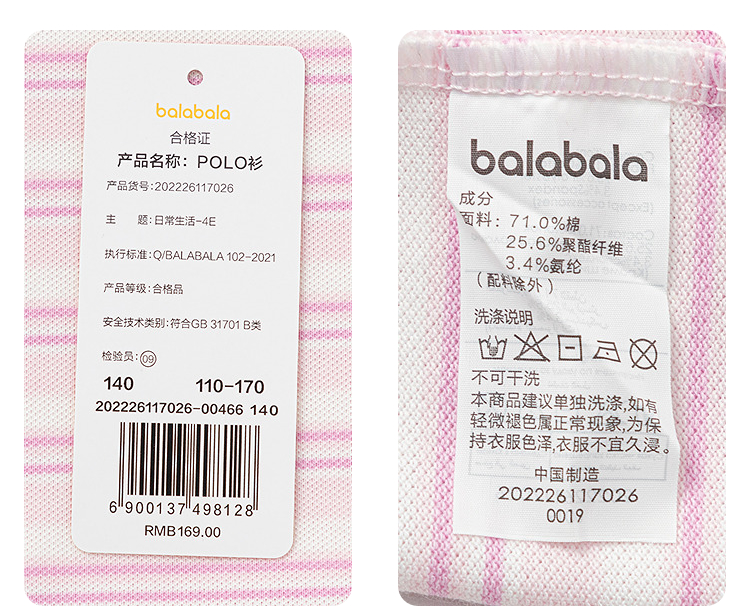 balabala
合格证
产品名称：POLO衫
产品货号:202226117026
主 题:日常生活-4E
执行标准:Q/BALABALA 102-2021
产品等级:合格品
安全技术类别:符合GB 31701 B类
检验员:09
140 110-170
202226117026-00466 140
6 900137 498128
RMB169.00
balabala
成分
面料：71.0%棉
25.6%聚酯纤维
3.4%氨纶
（配料除外）
洗涤说明
不可干洗
本商品建议单独洗涤,如有
轻微褪色属正常现象,为保
持衣服色泽,衣服不宜久浸。
中国制造
202226117026
0019